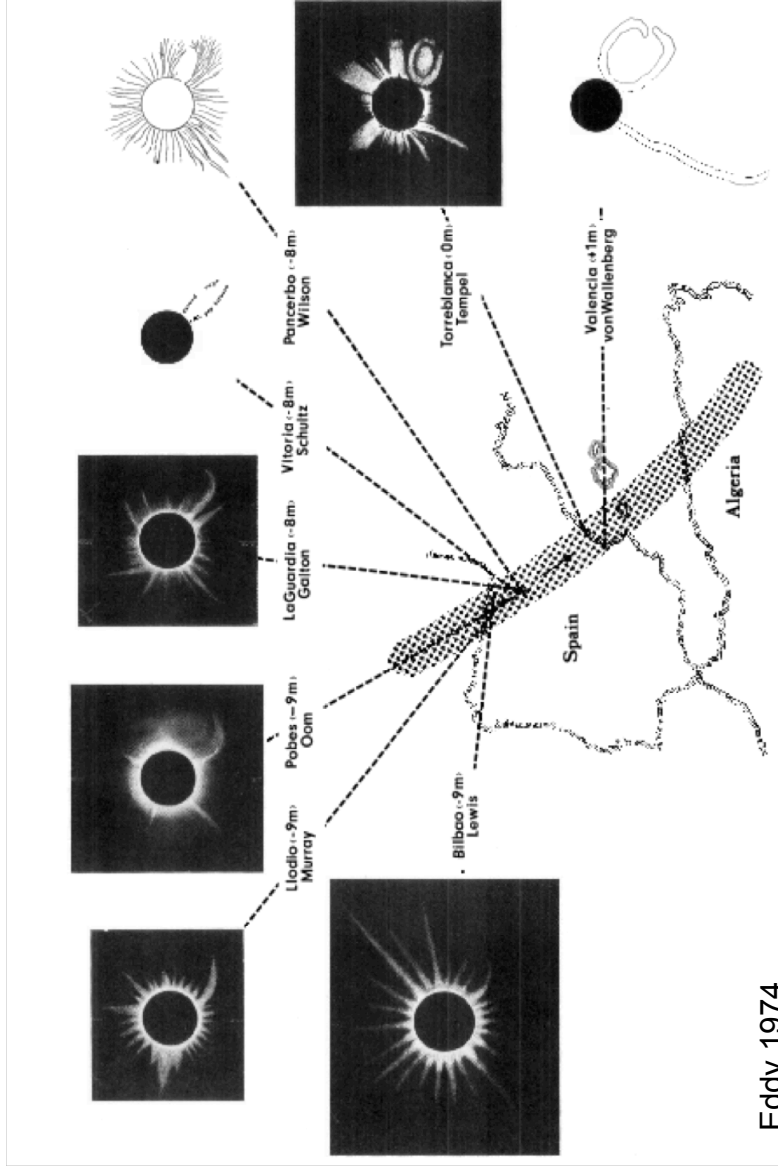 Llodio (-9m)
Murray
Pobes (-9m)
Oom
LaGuardia (-8m)
Galton
Vitoria (-8m)
Schultz
Pancerbo (-8m)
Wilson
Bilbao (-9m)
Lewis
Torreblanca (0m)
Tempel
Valencia (+1m)
vonWallenberg
Spain
Algeria
Eddy 1974